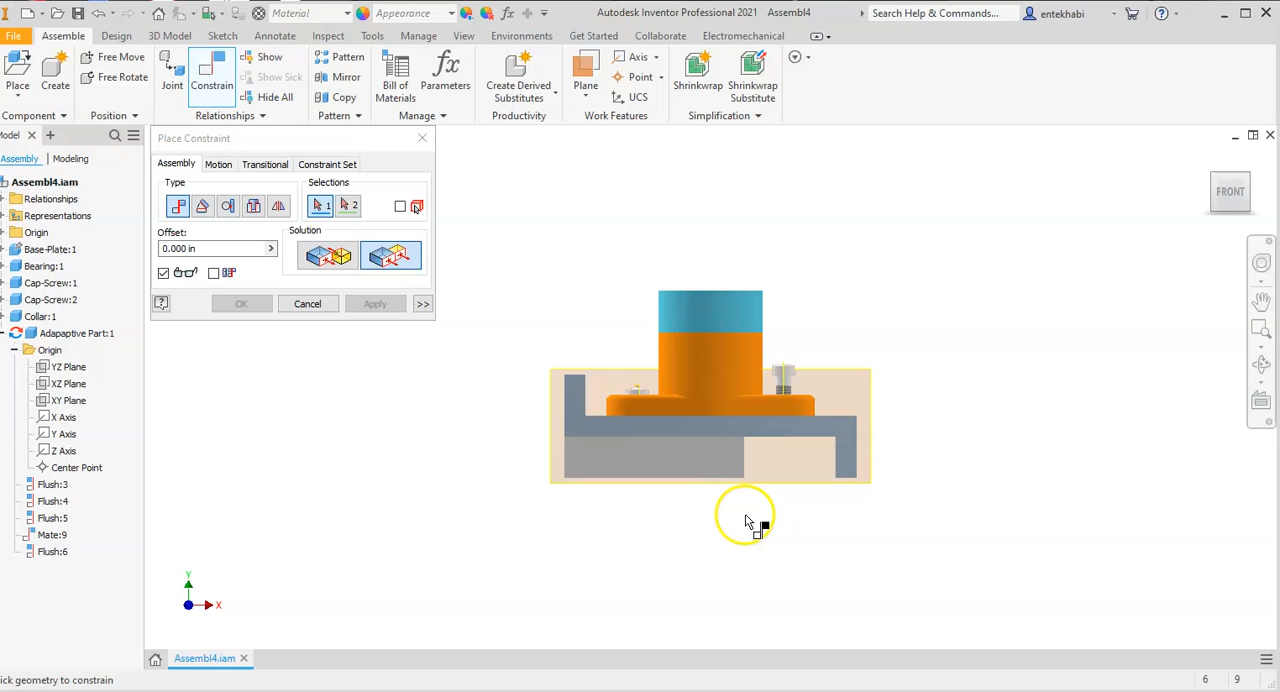 Material
Appearance
Autodesk Inventor Professional 2021 Assembl4
Search Help & Commands...
entekhabi
File
Assemble
Design
3D Model
Sketch
Annotate
Inspect
Tools
Manage
View
Environments
Get Started
Collaborate
Electromechanical
Place
Create
Free Move
Free Rotate
Joint
Constrain
Show
Show Sick
Hide All
Pattern
Mirror
Copy
Bill of Materials
Parameters
Create Derived Substitutes
Plane
Axis
Point
UCS
Shrinkwrap
Shrinkwrap Substitute
Component
Position
Relationships
Pattern
Manage
Productivity
Work Features
Simplification
odel
Assembly
Modeling
Assembl4.iam
Relationships
Representations
Origin
Base-Plate:1
Bearing:1
Cap-Screw:1
Cap-Screw:2
Collar:1
Adapaptive Part:1
Origin
YZ Plane
XZ Plane
XY Plane
X Axis
Y Axis
Z Axis
Center Point
Flush:3
Flush:4
Flush:5
Mate:9
Flush:6
Place Constraint
Assembly
Motion
Transitional
Constraint Set
Type
Selections
1
2
Offset:
Solution
0.000 in
OK
Cancel
Apply
>>
FRONT
Y
X
Assembl4.iam
ick geometry to constrain
6
9